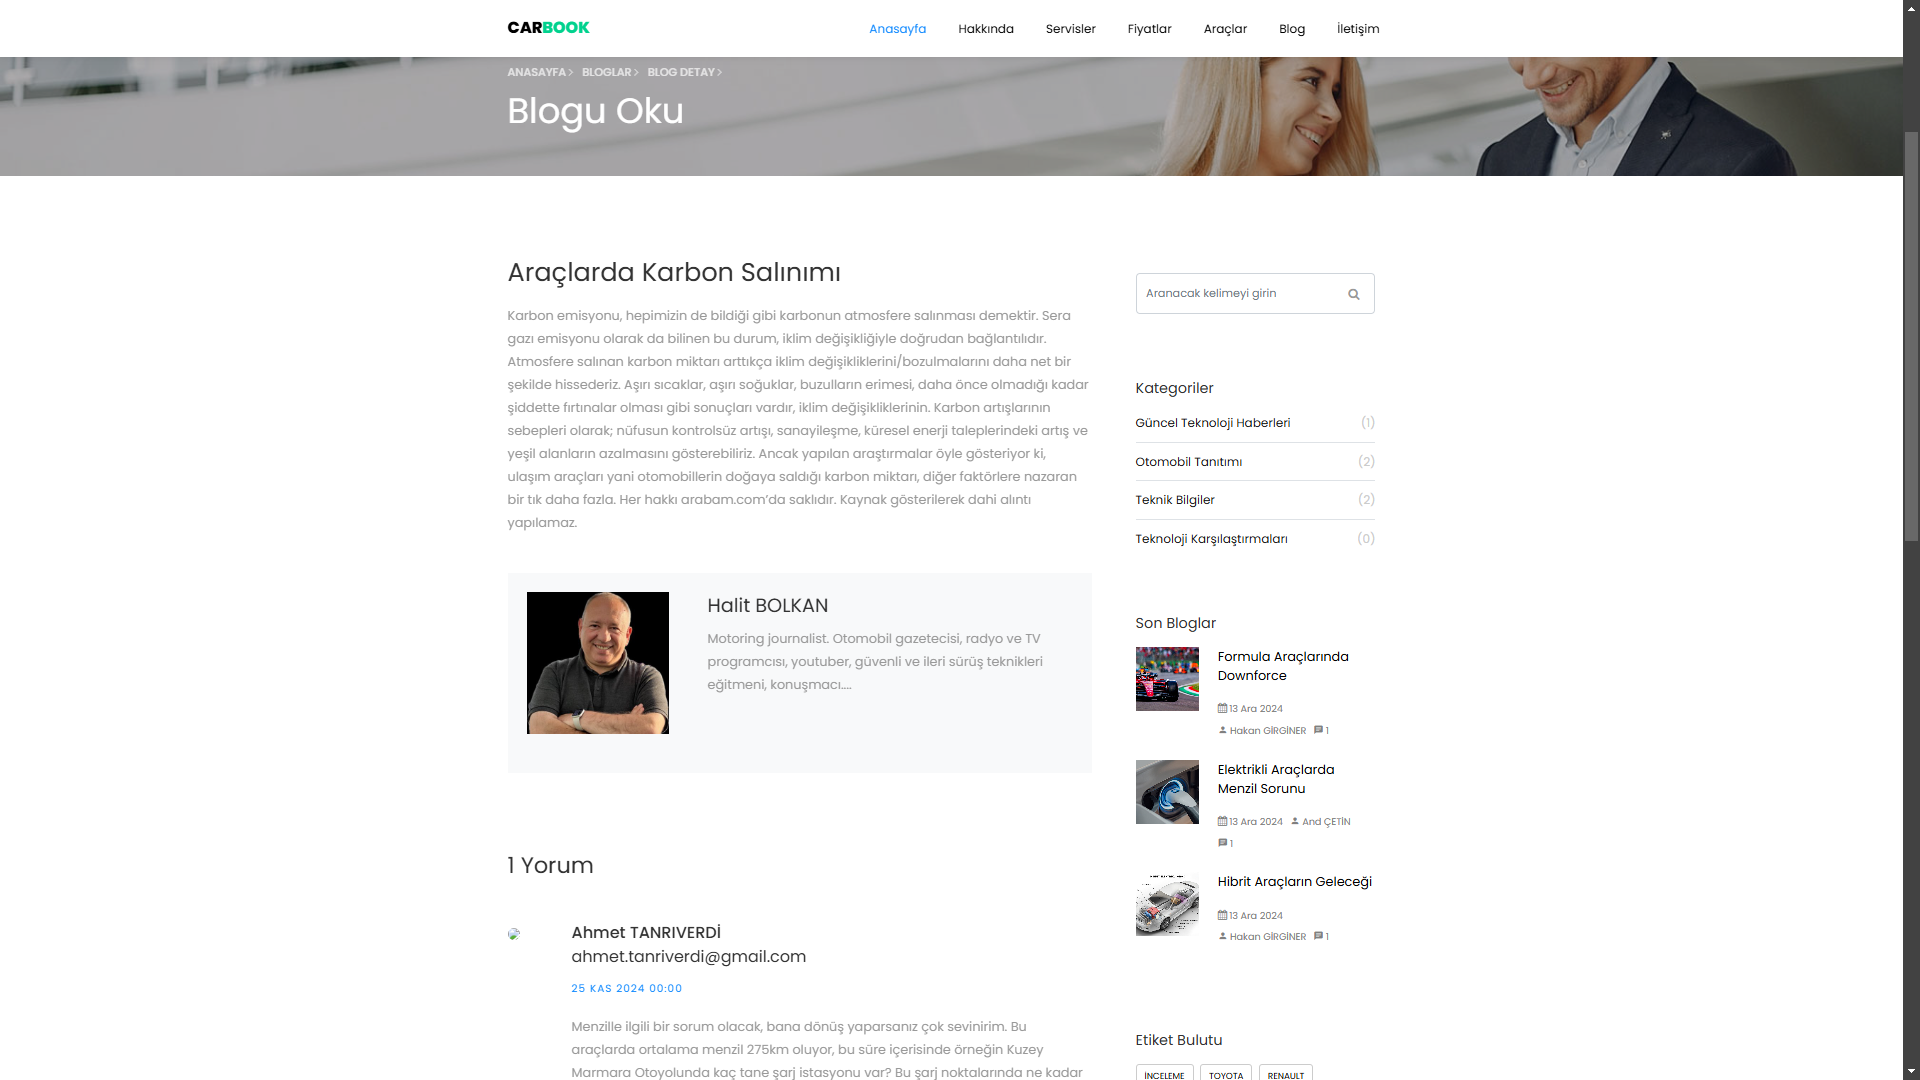 CARBOOK
Anasayfa Hakkında Servisler Fiyatlar Araçlar Blog İletişim
ANASAYFA BLOGLAR BLOG DETAY
Blogu Oku
Araçlarda Karbon Salınımı
Karbon emisyonu, hepimizin de bildiği gibi karbonun atmosfere salınması demektir. Sera
gazı emisyonu olarak da bilinen bu durum, iklim değişikliğiyle doğrudan bağlantılıdır.
Atmosfere salınan karbon miktarı arttıkça iklim değişikliklerini/bozulmalarını daha net bir
şekilde hissederiz. Aşırı sıcaklar, aşırı soğuklar, buzulların erimesi, daha önce olmadığı kadar
şiddette fırtınalar olması gibi sonuçları vardır, iklim değişikliklerinin. Karbon artışlarının
sebepleri olarak; nüfusun kontrolsüz artışı, sanayileşme, küresel enerji taleplerindeki artış ve
yeşil alanların azalmasını gösterebiliriz. Ancak yapılan araştırmalar öyle gösteriyor ki,
ulaşım araçları yani otomobillerin doğaya saldığı karbon miktarı, diğer faktörlere nazaran
bir tık daha fazla. Her hakkı arabam.com’da saklıdır. Kaynak gösterilerek dahi alıntı
yapılamaz.
Halit BOLKAN
Motoring journalist. Otomobil gazetecisi, radyo ve TV
programcısı, youtuber, güvenli ve ileri sürüş teknikleri
eğitmeni, konuşmacı....
1 Yorum
Ahmet TANRIVERDİ
ahmet.tanriverdi@gmail.com
25 KAS 2024 00:00
Menzille ilgili bir sorum olacak, bana dönüş yaparsanız çok sevinirim. Bu
araçlarda ortalama menzil 275km oluyor, bu süre içerisinde örneğin Kuzey
Marmara Otoyolunda kaç tane şarj istasyonu var? Bu şarj noktalarında ne kadar
Aranacak kelimeyi girin
Kategoriler
Güncel Teknoloji Haberleri (1)
Otomobil Tanıtımı (2)
Teknik Bilgiler (2)
Teknoloji Karşılaştırmaları (0)
Son Bloglar
Formula Araçlarında
Downforce
13 Ara 2024
Hakan GİRGİNER 1
Elektrikli Araçlarda
Menzil Sorunu
13 Ara 2024 And ÇETİN
1
Hibrit Araçların Geleceği
13 Ara 2024
Hakan GİRGİNER 1
Etiket Bulutu
İNCELEME TOYOTA RENAULT